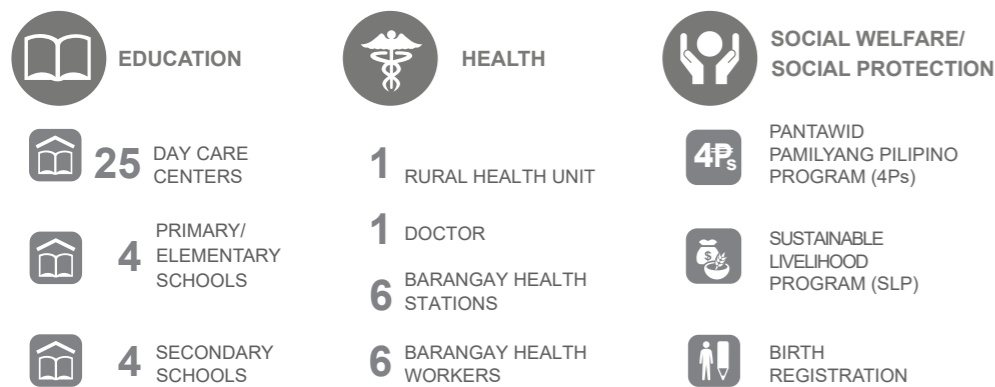 EDUCATION
25 DAY CARE
CENTERS
4 PRIMARY/
ELEMENTARY
SCHOOLS
4 SECONDARY
SCHOOLS
HEALTH
1 RURAL HEALTH UNIT
1 DOCTOR
6 BARANGAY HEALTH
STATIONS
6 BARANGAY HEALTH
WORKERS
SOCIAL WELFARE/
SOCIAL PROTECTION
4₱s
PANTAWID
PAMILYANG PILIPINO
PROGRAM (4Ps)
$
SUSTAINABLE
LIVELIHOOD
PROGRAM (SLP)
BIRTH
REGISTRATION